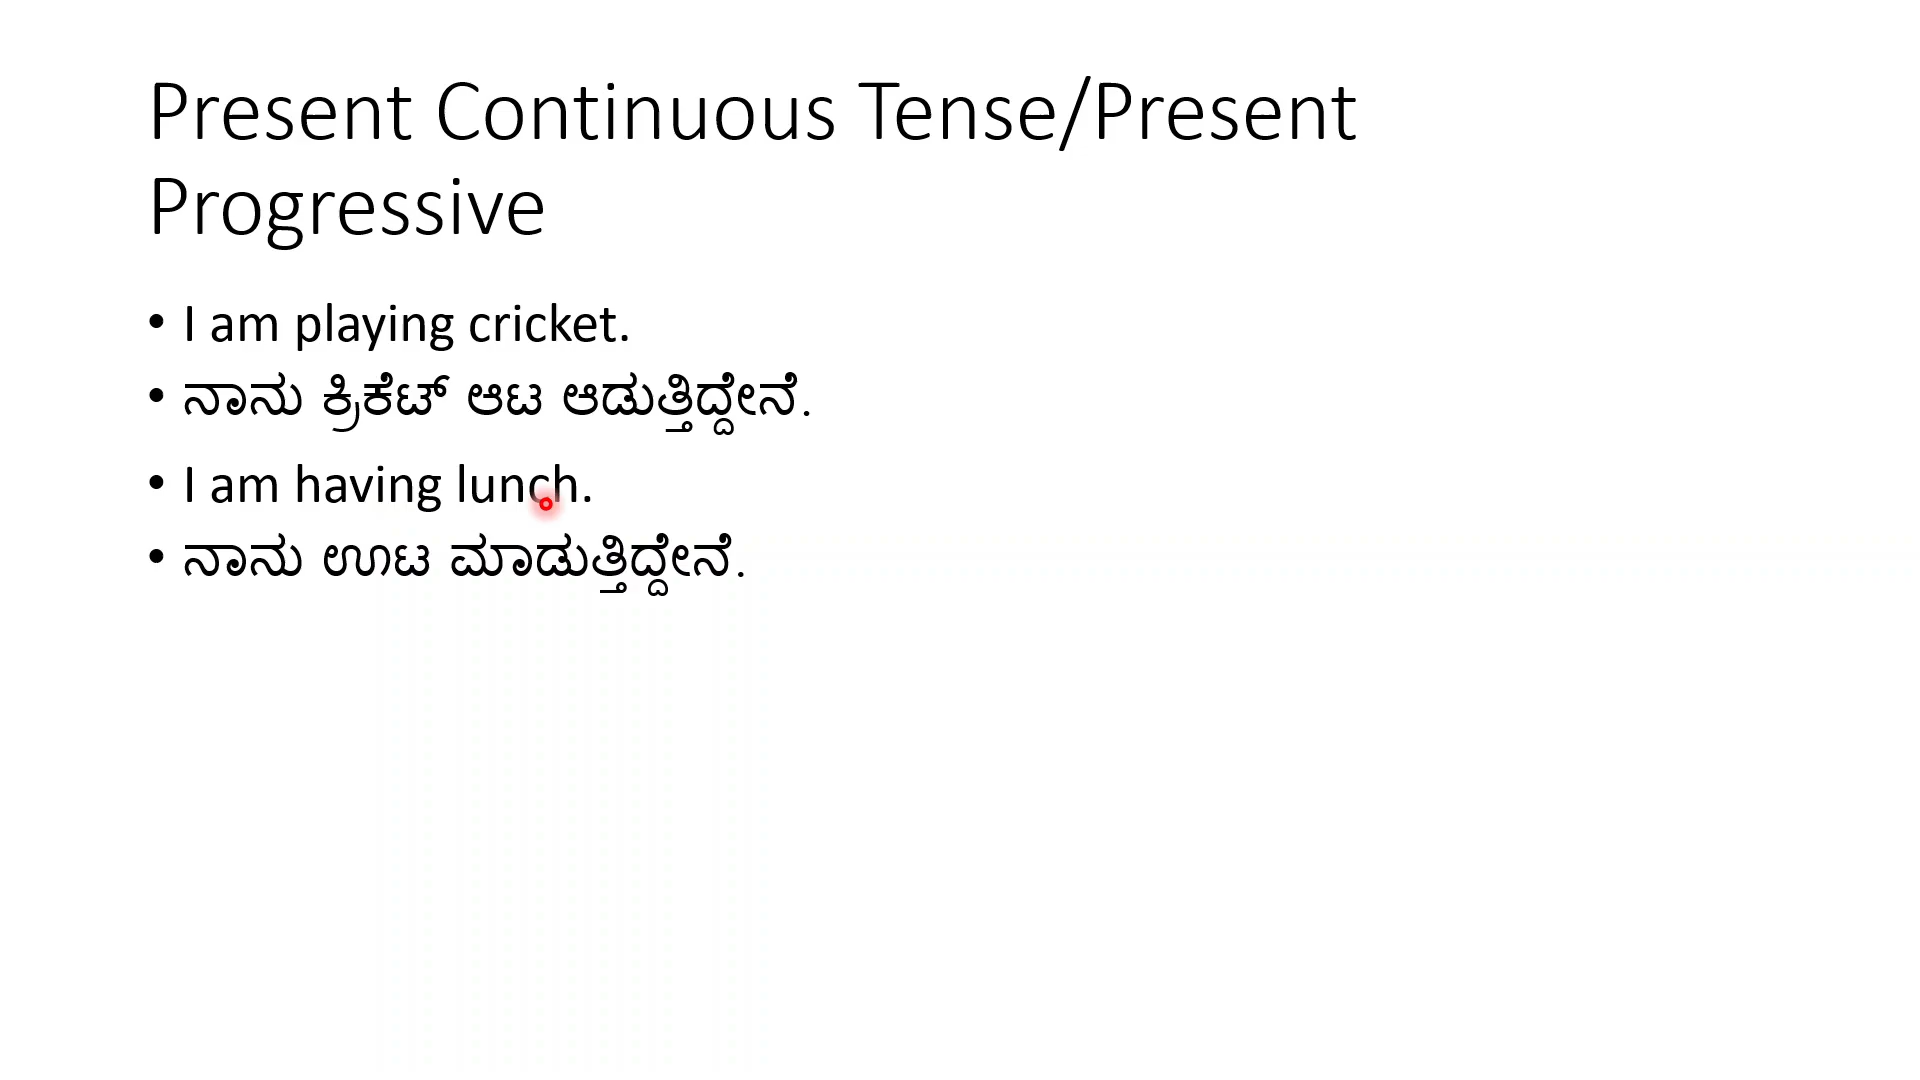 Present Continuous Tense/Present
Progressive
• I am playing cricket.
• ನಾನು ಕ್ರಿಕೆಟ್ ಆಟ ಆಡುತ್ತಿದ್ದೇನೆ.
• I am having lunch.
• ನಾನು ಊಟ ಮಾಡುತ್ತಿದ್ದೇನೆ.